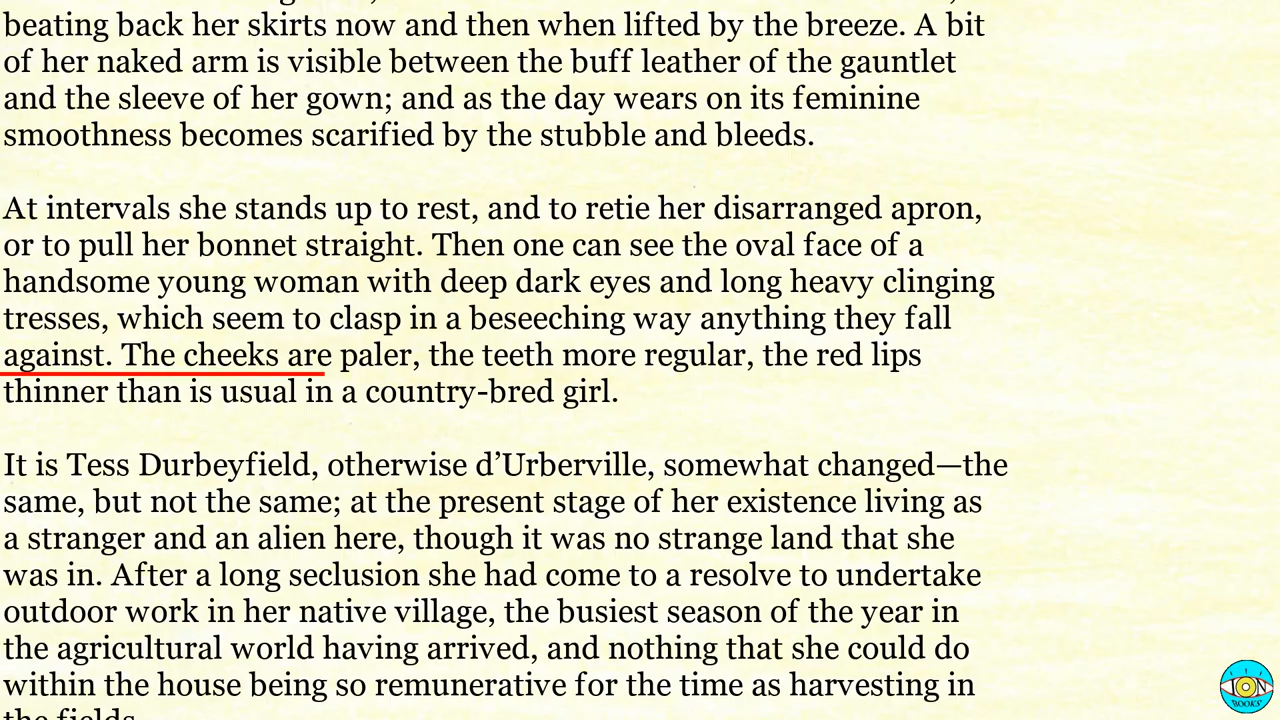 beating back her skirts now and then when lifted by the breeze. A bit
of her naked arm is visible between the buff leather of the gauntlet
and the sleeve of her gown; and as the day wears on its feminine
smoothness becomes scarified by the stubble and bleeds.
At intervals she stands up to rest, and to retie her disarranged apron,
or to pull her bonnet straight. Then one can see the oval face of a
handsome young woman with deep dark eyes and long heavy clinging
tresses, which seem to clasp in a beseeching way anything they fall
against. The cheeks are paler, the teeth more regular, the red lips
thinner than is usual in a country-bred girl.
It is Tess Durbeyfield, otherwise d’Urberville, somewhat changed—the
same, but not the same; at the present stage of her existence living as
a stranger and an alien here, though it was no strange land that she
was in. After a long seclusion she had come to a resolve to undertake
outdoor work in her native village, the busiest season of the year in
the agricultural world having arrived, and nothing that she could do
within the house being so remunerative for the time as harvesting in
the fields.
ION
BOOKS